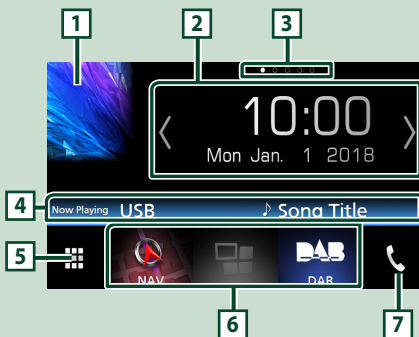 1 2 3
10:00
Mon Jan. 1 2018
4 Now Playing USB ♪ Song Title
5
NAV DAB DAB
6 7